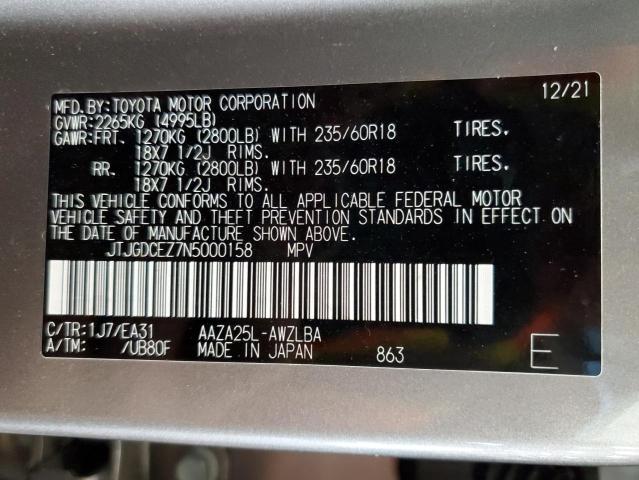 MFD.BY:TOYOTA MOTOR CORPORATION 12/21
GVWR:2265KG (4995LB)
GAWR:FRT. 1270KG (2800LB) WITH 235/60R18 TIRES.
18X7 1/2J RIMS.
RR. 1270KG (2800LB) WITH 235/60R18 TIRES.
18X7 1/2J RIMS.
THIS VEHICLE CONFORMS TO ALL APPLICABLE FEDERAL MOTOR
VEHICLE SAFETY AND THEFT PREVENTION STANDARDS IN EFFECT ON
THE DATE OF MANUFACTURE SHOWN ABOVE.
JTJGDCEZ7N5000158 MPV
C/TR:1J7/EA31 AAZA25L-AWZLBA
A/TM: /UB80F MADE IN JAPAN 863 E